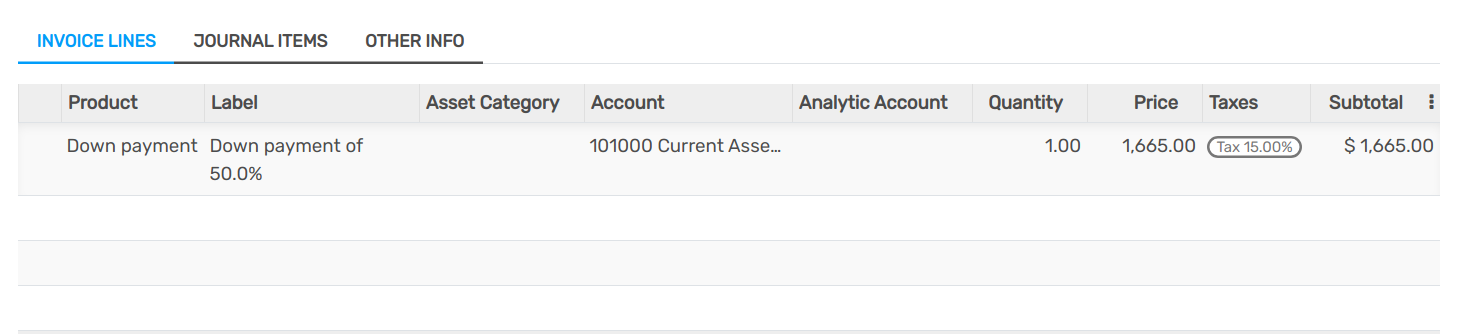 INVOICE LINES JOURNAL ITEMS OTHER INFO
Product Label Asset Category Account Analytic Account Quantity Price Taxes Subtotal
Down payment Down payment of 101000 Current Asse... 1.00 1,665.00 Tax 15.00% $ 1,665.00
50.0%